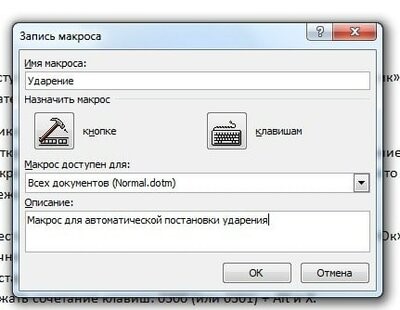 Запись макроса
Имя макроса:
Ударение
Назначить макрос
кнопке
клавишам
Макрос доступен для:
Всех документов (Normal.dotm)
Описание:
Макрос для автоматической постановки ударения
OK
Отмена
жать сочетание клавиш: 0300 (или 0301) + Alt и X.